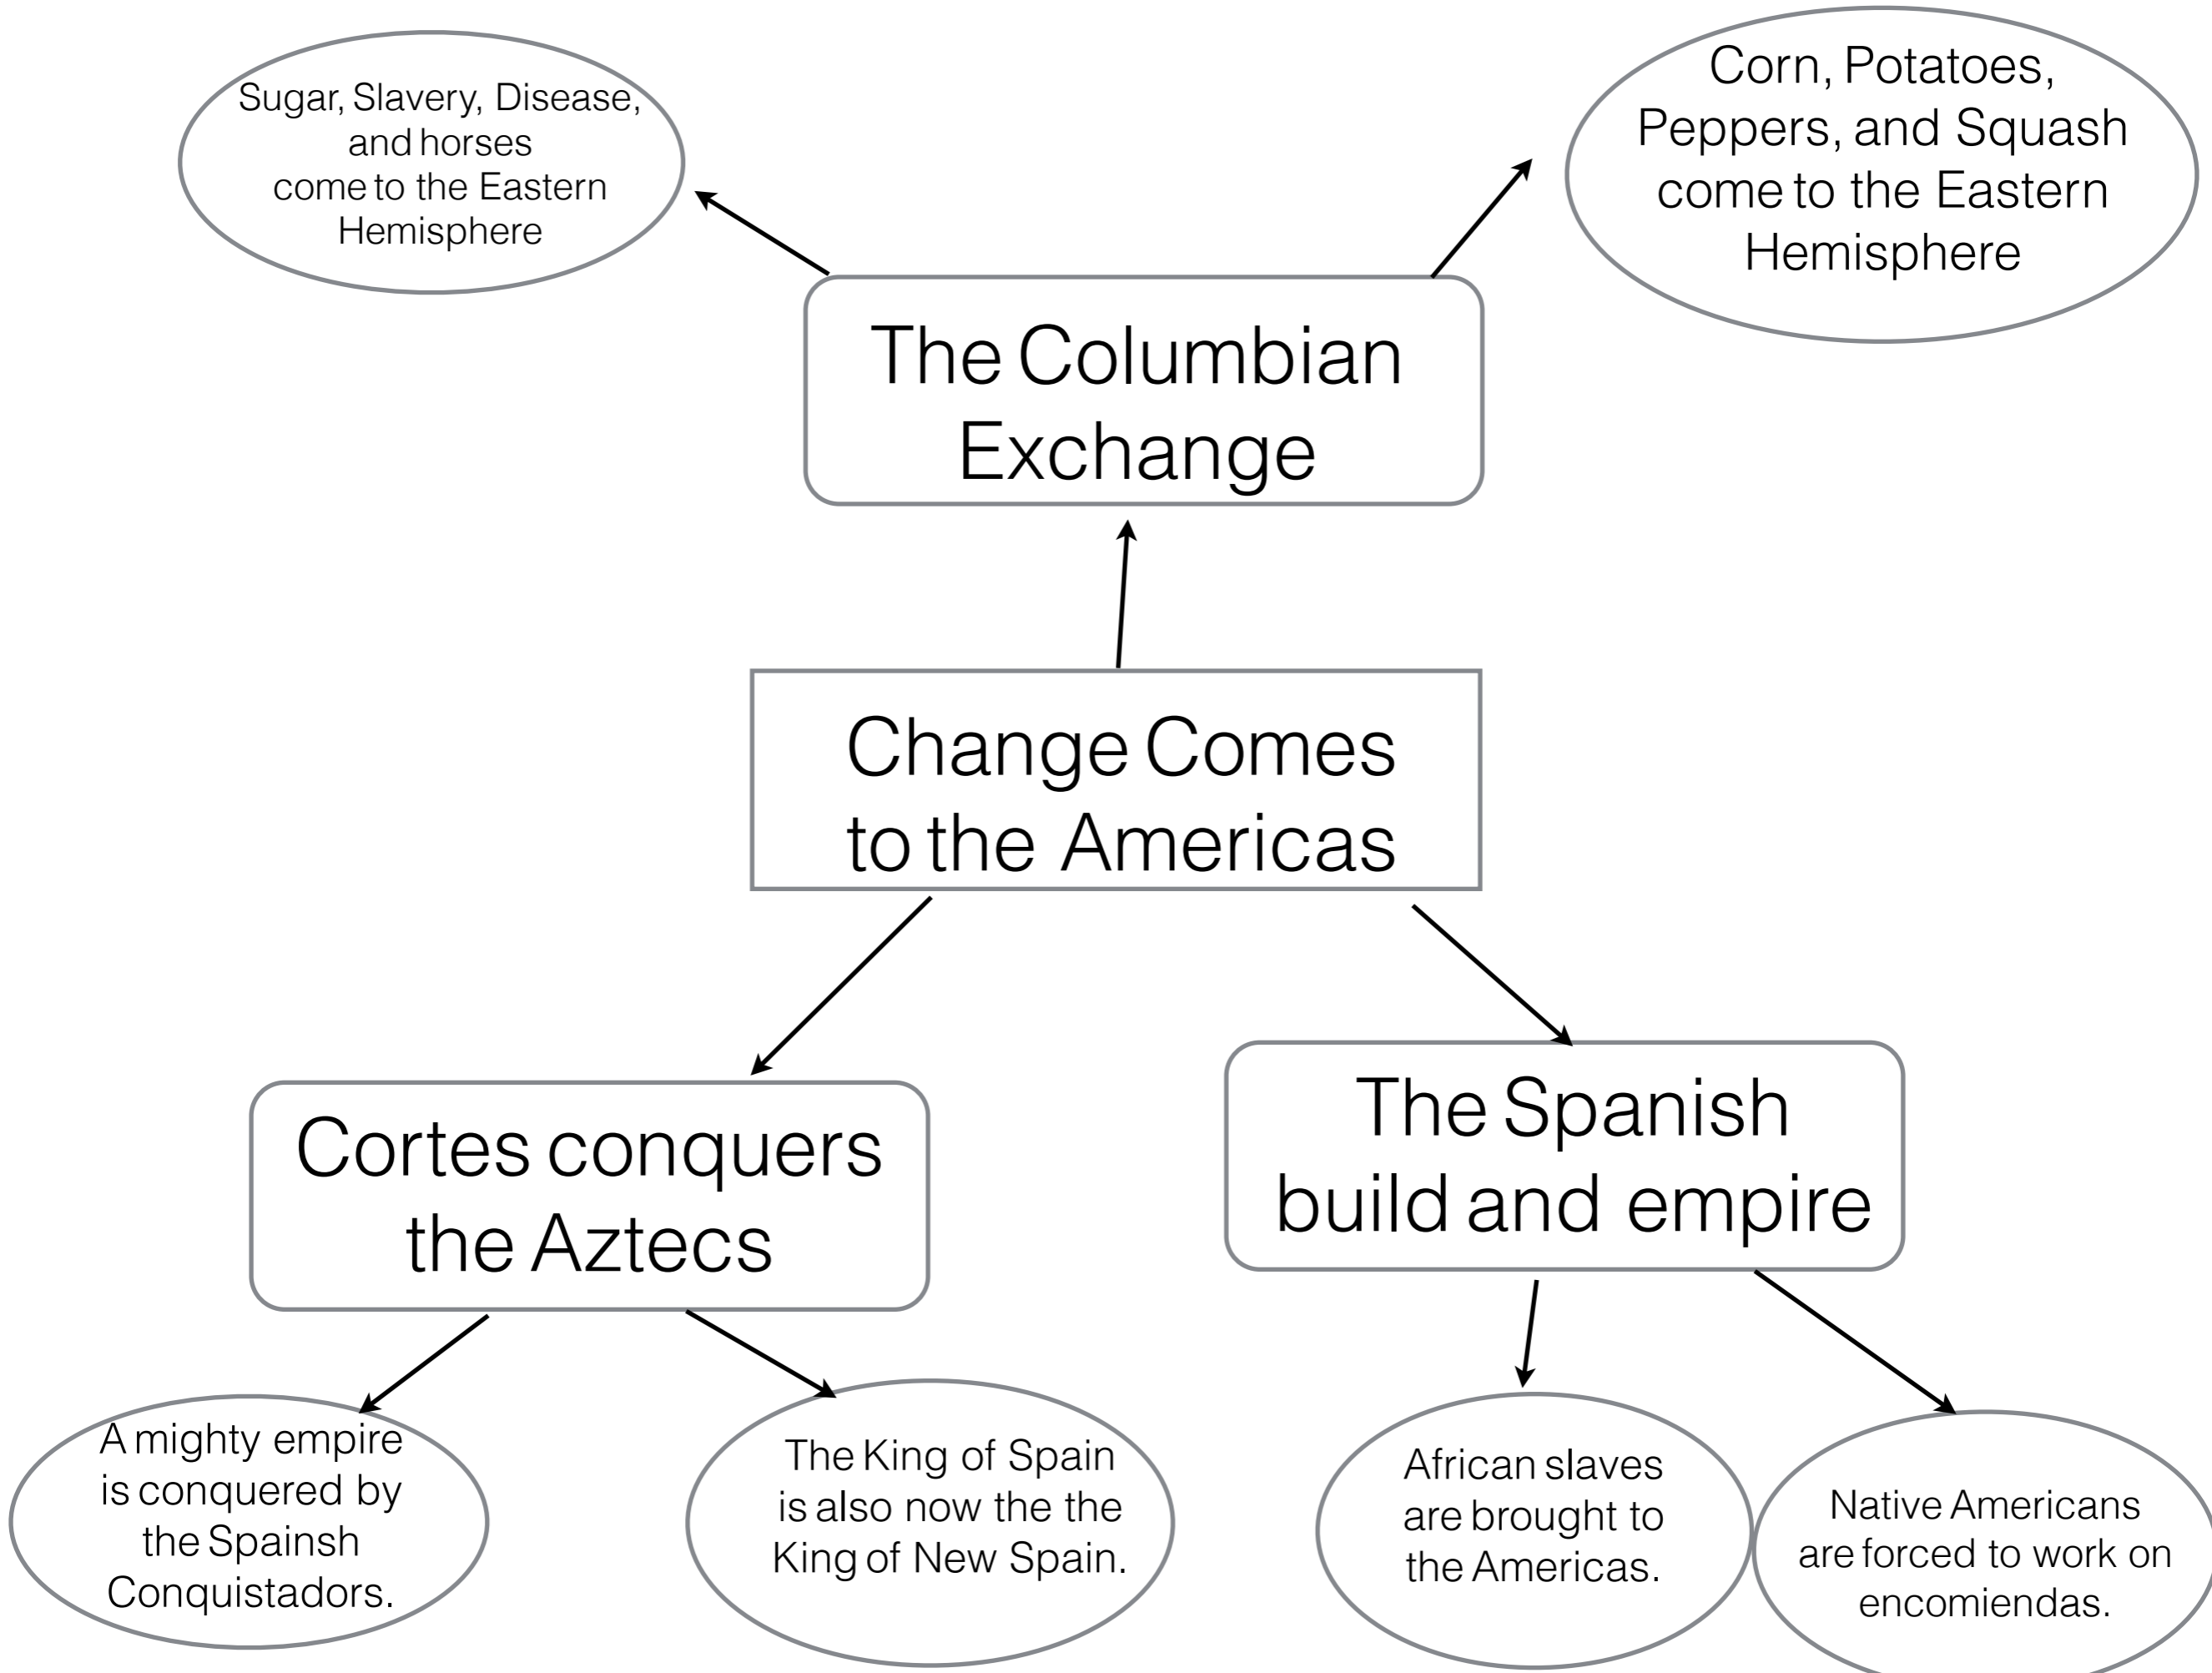 Sugar, Slavery, Disease,
and horses
come to the Eastern
Hemisphere
Corn, Potatoes,
Peppers, and Squash
come to the Eastern
Hemisphere
The Columbian
Exchange
Change Comes
to the Americas
Cortes conquers
the Aztecs
The Spanish
build and empire
A mighty empire
is conquered by
the Spainsh
Conquistadors.
The King of Spain
is also now the the
King of New Spain.
African slaves
are brought to
the Americas.
Native Americans
are forced to work on
encomiendas.